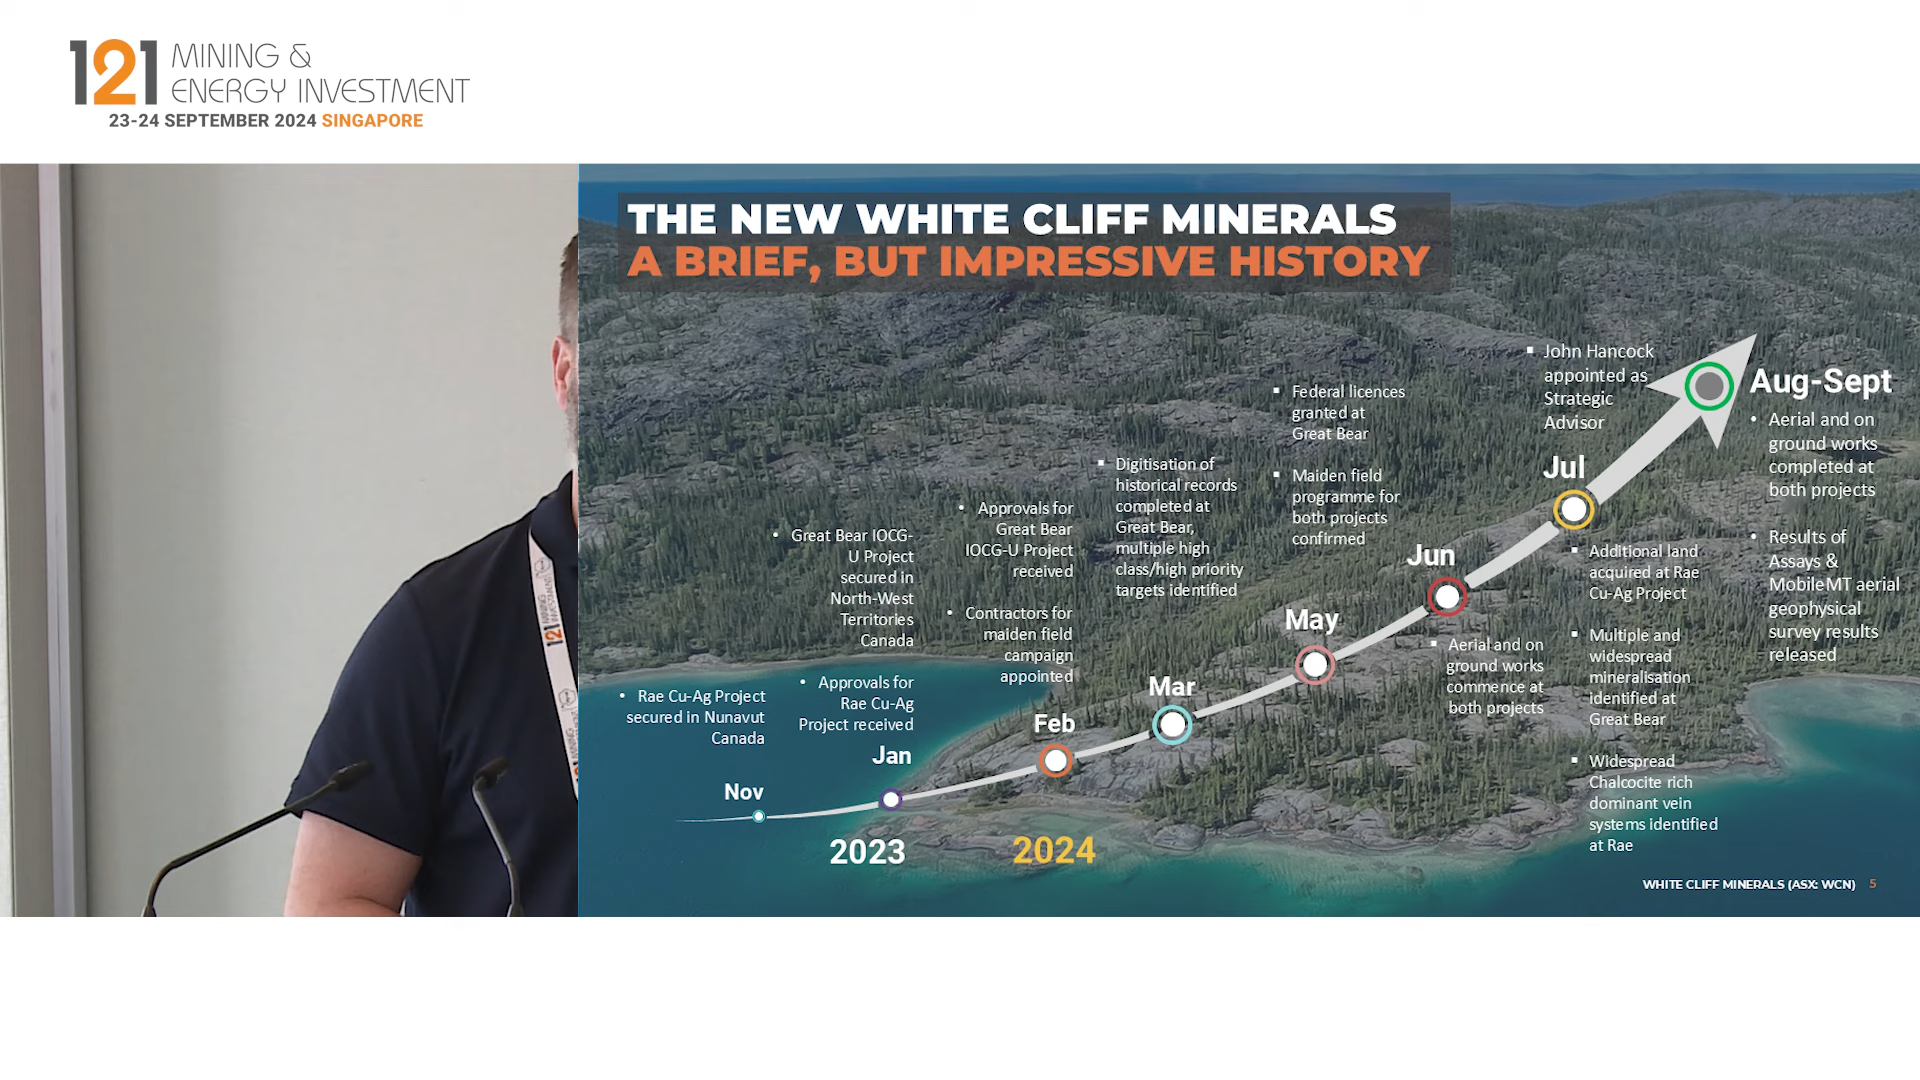 121 MINING &
ENERGY INVESTMENT
23-24 SEPTEMBER 2024 SINGAPORE
THE NEW WHITE CLIFF MINERALS
A BRIEF, BUT IMPRESSIVE HISTORY
• Rae Cu-Ag Project
secured in Nunavut
Canada
Nov
• Great Bear IOCG-
U Project
secured in
North-West
Territories
Canada
• Approvals for
Rae Cu-Ag
Project received
Jan
2023
• Approvals for
Great Bear
IOCG-U Project
received
• Contractors for
maiden field
campaign
appointed
Feb
2024
▪ Digitisation of
historical records
completed at
Great Bear,
multiple high
class/high priority
targets identified
Mar
▪ Federal licences
granted at
Great Bear
▪ Maiden field
programme for
both projects
confirmed
May
Jun
▪ Aerial and on
ground works
commence at
both projects
▪ John Hancock
appointed as
Strategic
Advisor
Jul
▪ Additional land
acquired at Rae
Cu-Ag Project
▪ Multiple and
widespread
mineralisation
identified at
Great Bear
▪ Widespread
Chalcocite rich
dominant vein
systems identified
at Rae
Aug-Sept
• Aerial and on
ground works
completed at
both projects
• Results of
Assays &
MobileMT aerial
geophysical
survey results
released
WHITE CLIFF MINERALS (ASX: WCN) 5
121 MINING